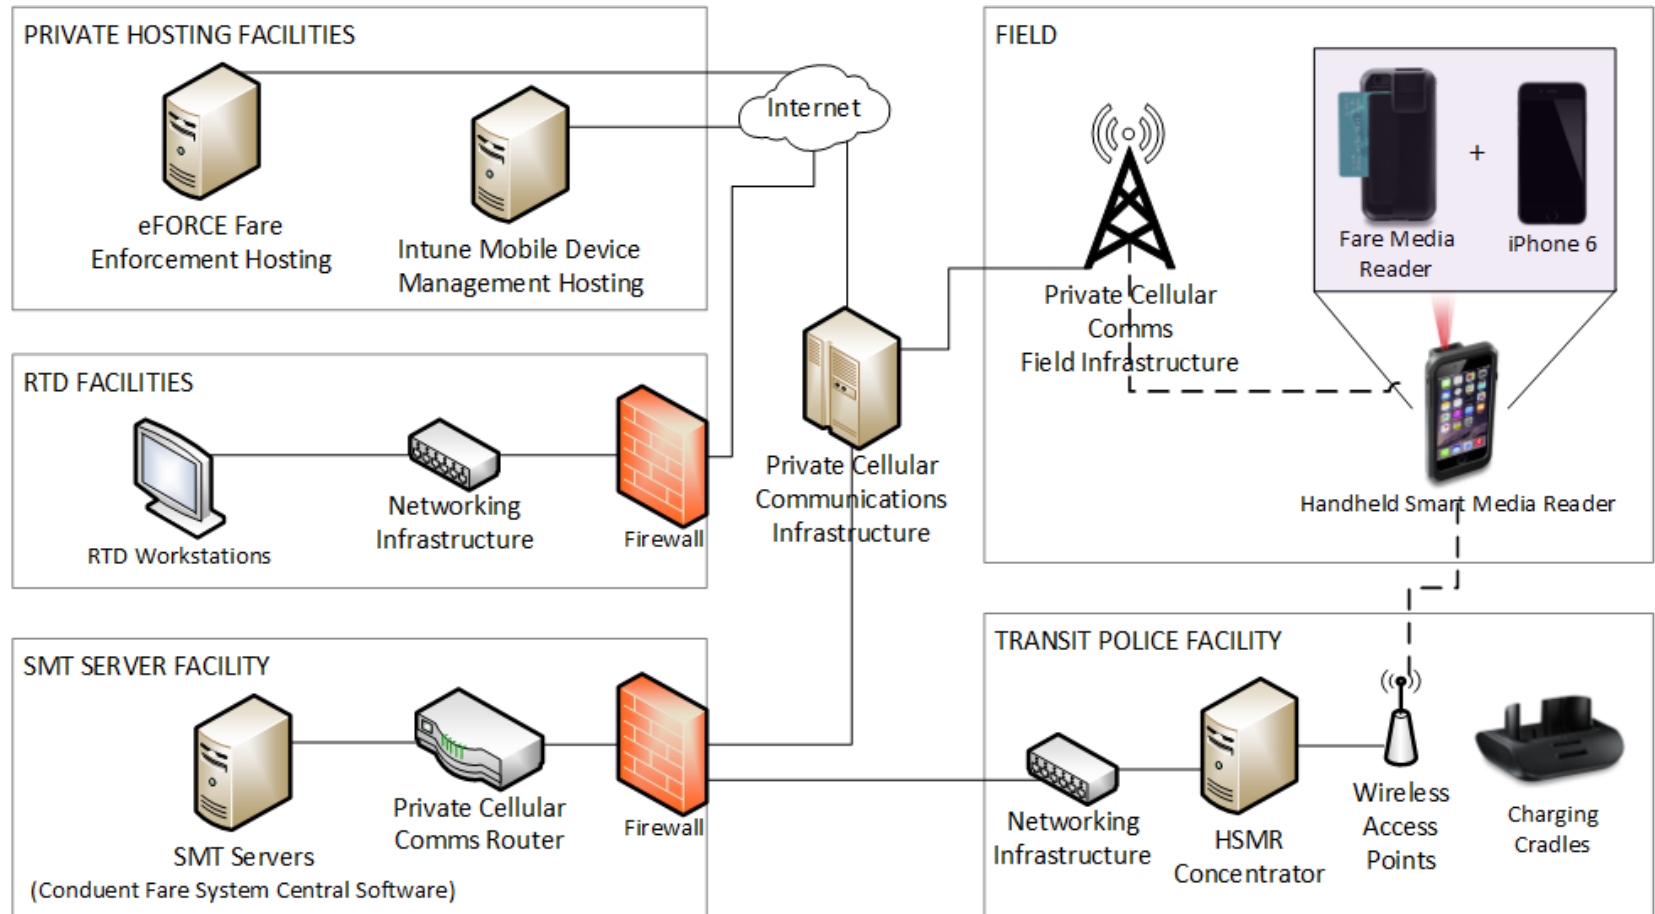 PRIVATE HOSTING FACILITIES
eFORCE Fare
Enforcement Hosting
Intune Mobile Device
Management Hosting
Internet
FIELD
Private Cellular
Comms
Field Infrastructure
Fare Media
Reader
+
iPhone 6
Handheld Smart Media Reader
RTD FACILITIES
RTD Workstations
Networking
Infrastructure
Firewall
Private Cellular
Communications
Infrastructure
SMT SERVER FACILITY
SMT Servers
(Conduent Fare System Central Software)
Private Cellular
Comms Router
Firewall
TRANSIT POLICE FACILITY
Networking
Infrastructure
HSMR
Concentrator
Wireless
Access
Points
Charging
Cradles